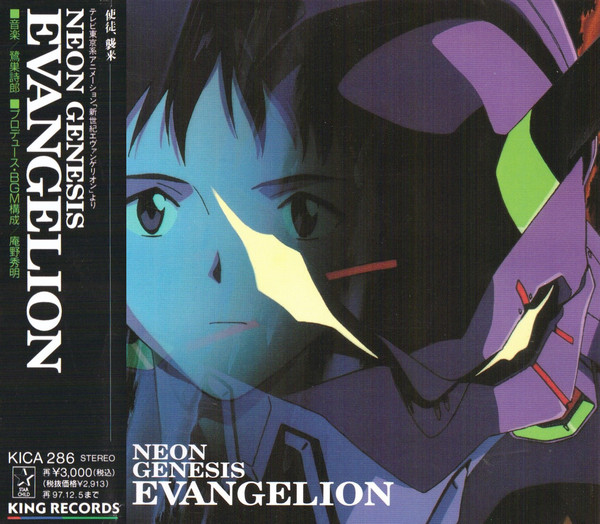 使徒、襲来
テレビ東京系アニメーション「新世紀エヴァンゲリオン」より
NEON GENESIS
EVANGELION
■音楽／鷺巣詩郎 ■プロデュース・BGM構成 庵野秀明
KICA 286 STEREO
再¥3,000(税込)
(税抜価格¥2,913)
再97.12.5まで
STAR
CHILD
KING RECORDS
NEON
GENESIS
EVANGELION